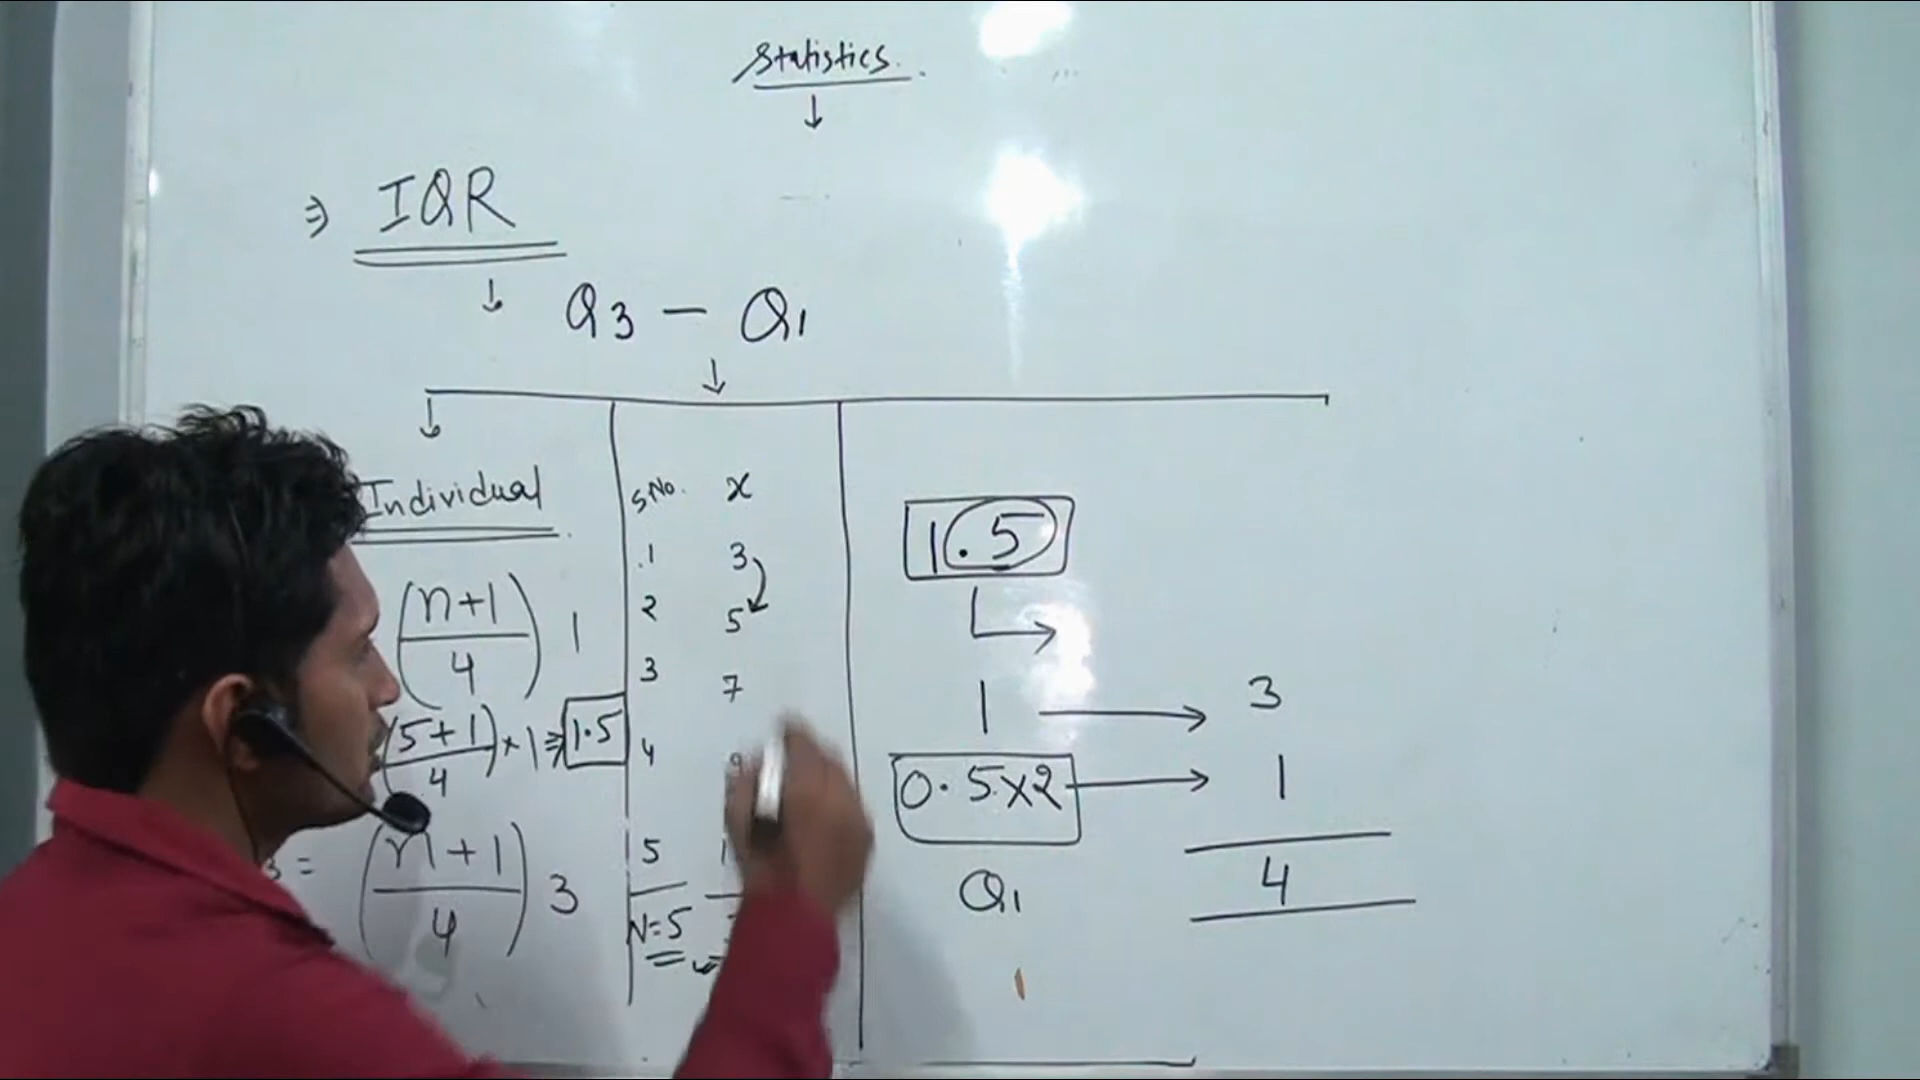 Statistics.
↓
⇒ IQR
↓ Q3 − Q1
↓
↓
Individual
(n+1/4) 1
(5+1/4) × 1 ⇒ 1.5
3 = (n+1/4) 3
S No. x
1 3
2 5
3 7
4 9
5
N=5
1.5
1 → 3
0.5×2 → 1
4
Q1